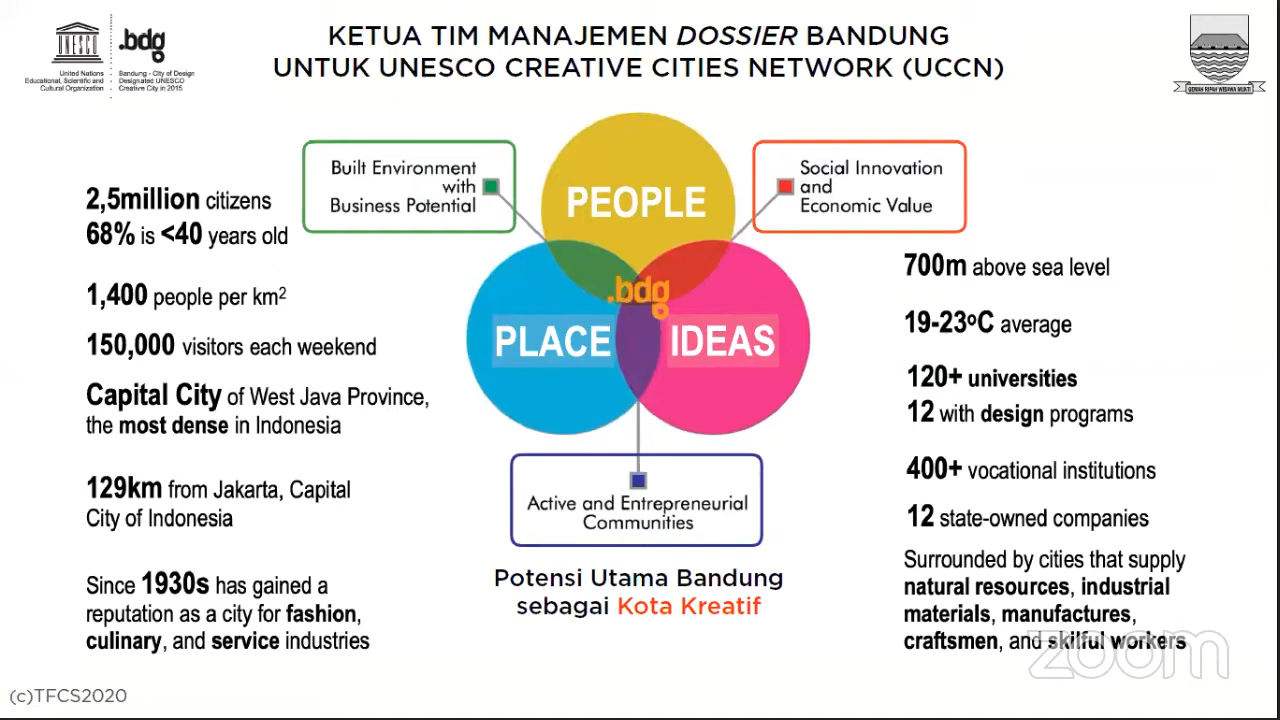 UNESCO
.bdg
United Nations
Educational, Scientific and
Cultural Organization
Bandung - City of Design
Designated UNESCO
Creative City in 2015
KETUA TIM MANAJEMEN DOSSIER BANDUNG
UNTUK UNESCO CREATIVE CITIES NETWORK (UCCN)
GEMAH RIPAH WIBAWA MUKTI
2,5million citizens
68% is <40 years old
1,400 people per km²
150,000 visitors each weekend
Capital City of West Java Province,
the most dense in Indonesia
129km from Jakarta, Capital
City of Indonesia
Since 1930s has gained a
reputation as a city for fashion,
culinary, and service industries
Built Environment
with
Business Potential
PEOPLE
Social Innovation
and
Economic Value
.bdg
PLACE
IDEAS
Active and Entrepreneurial
Communities
Potensi Utama Bandung
sebagai Kota Kreatif
700m above sea level
19-23ºC average
120+ universities
12 with design programs
400+ vocational institutions
12 state-owned companies
Surrounded by cities that supply
natural resources, industrial
materials, manufactures,
craftsmen, and skilful workers
zoom
(c)TFCS2020